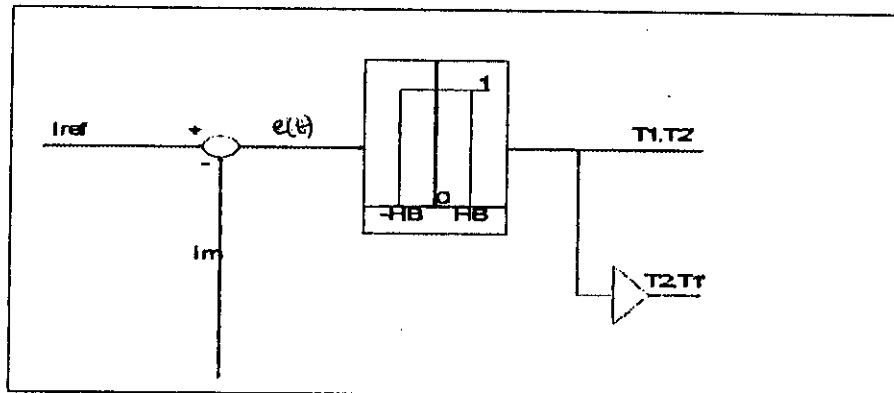 1
Iref
+
e(t)
T1,T2'
-
0
-HB HB
Im
T2,T1'